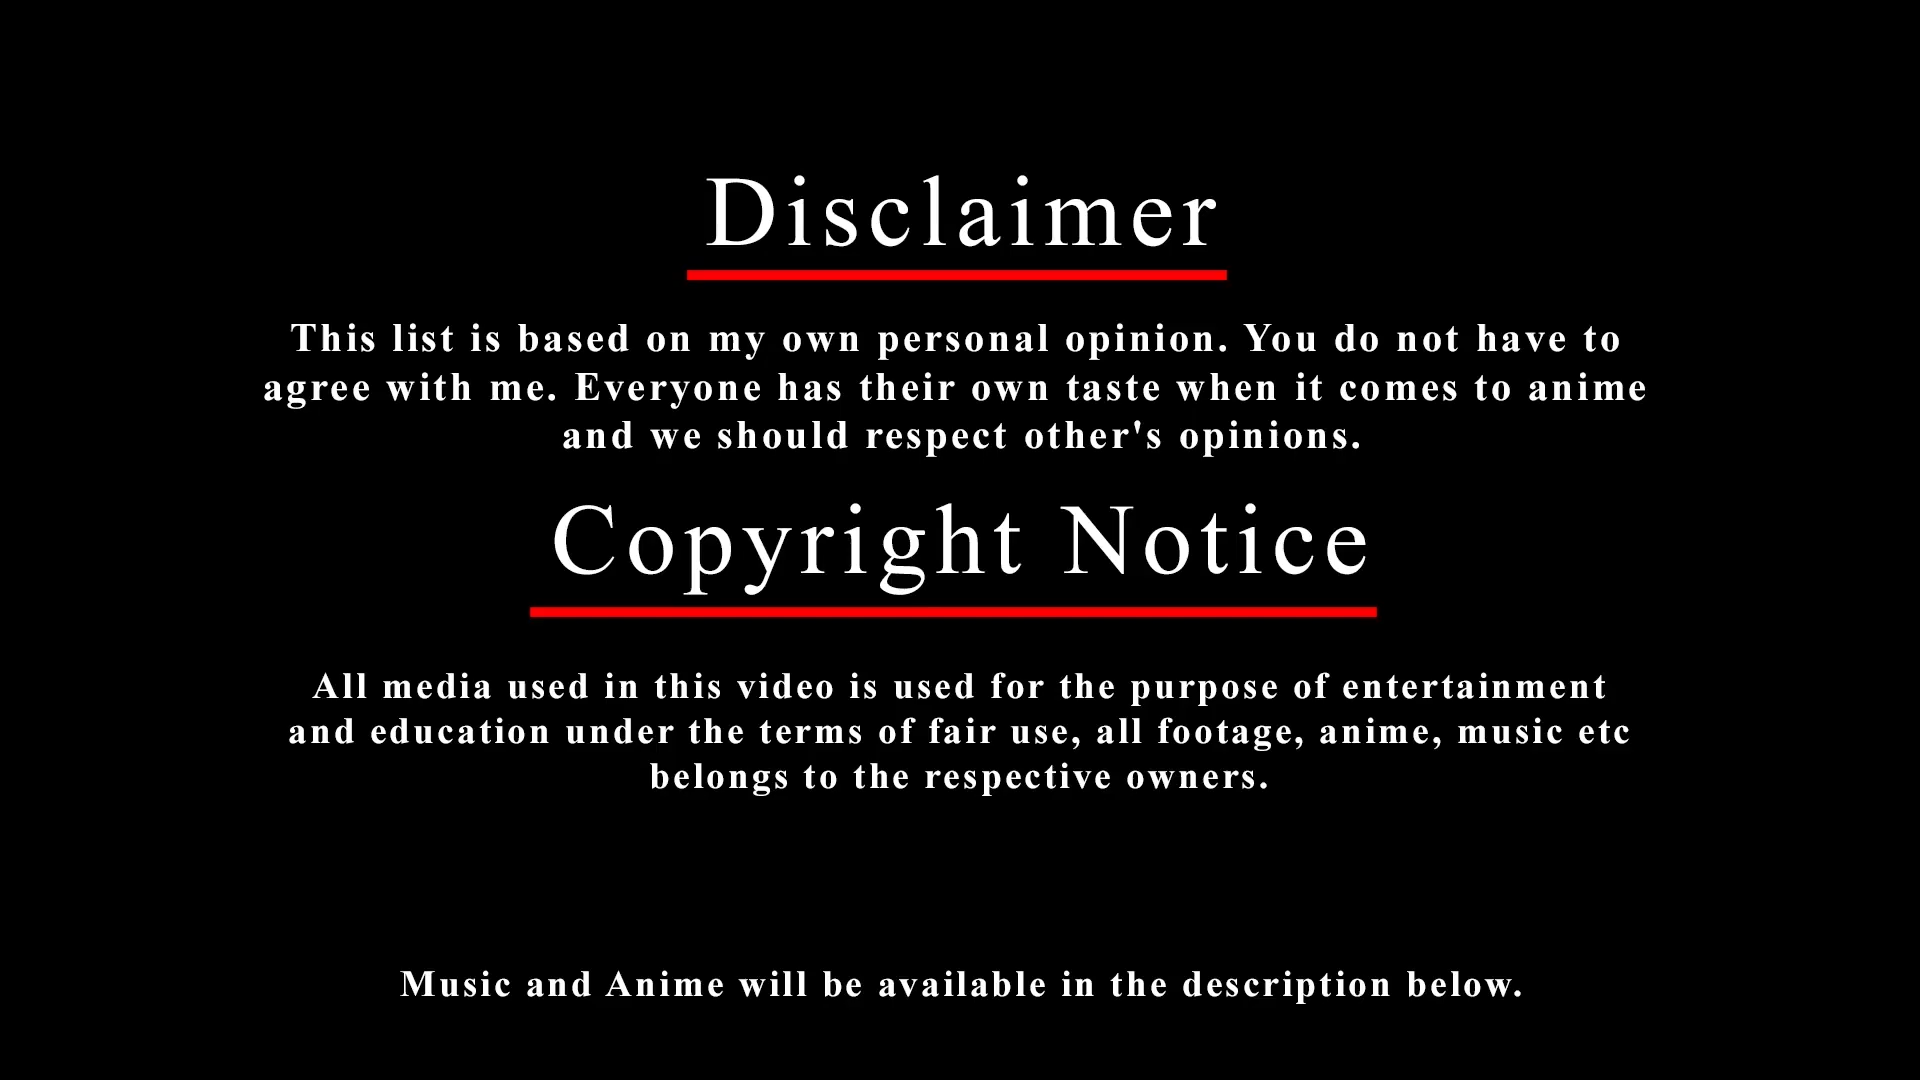 Disclaimer
This list is based on my own personal opinion. You do not have to
agree with me. Everyone has their own taste when it comes to anime
and we should respect other's opinions.
Copyright Notice
All media used in this video is used for the purpose of entertainment
and education under the terms of fair use, all footage, anime, music etc
belongs to the respective owners.
Music and Anime will be available in the description below.